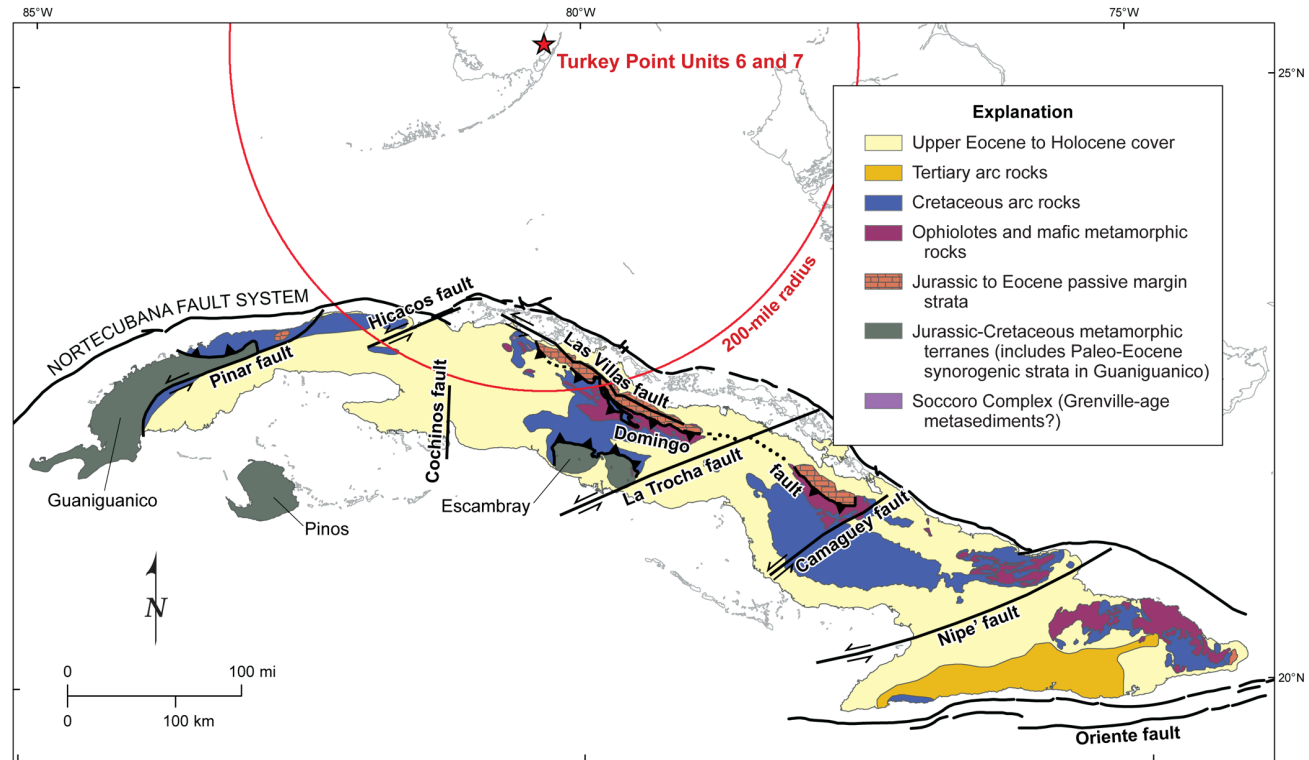 85°W
80°W
75°W
25°N
20°N
Turkey Point Units 6 and 7
200-mile radius
Explanation
Upper Eocene to Holocene cover
Tertiary arc rocks
Cretaceous arc rocks
Ophiolotes and mafic metamorphic
rocks
Jurassic to Eocene passive margin
strata
Jurassic-Cretaceous metamorphic
terranes (includes Paleo-Eocene
synorogenic strata in Guaniguanico)
Soccoro Complex (Grenville-age
metasediments?)
NORTECUBANA FAULT SYSTEM
Hicacos fault
Pinar fault
Las Villas fault
Cochinos fault
Domingo
fault
La Trocha fault
Camaguey fault
Nipe' fault
Oriente fault
Guaniguanico
Pinos
Escambray
N
0 100 mi
0 100 km